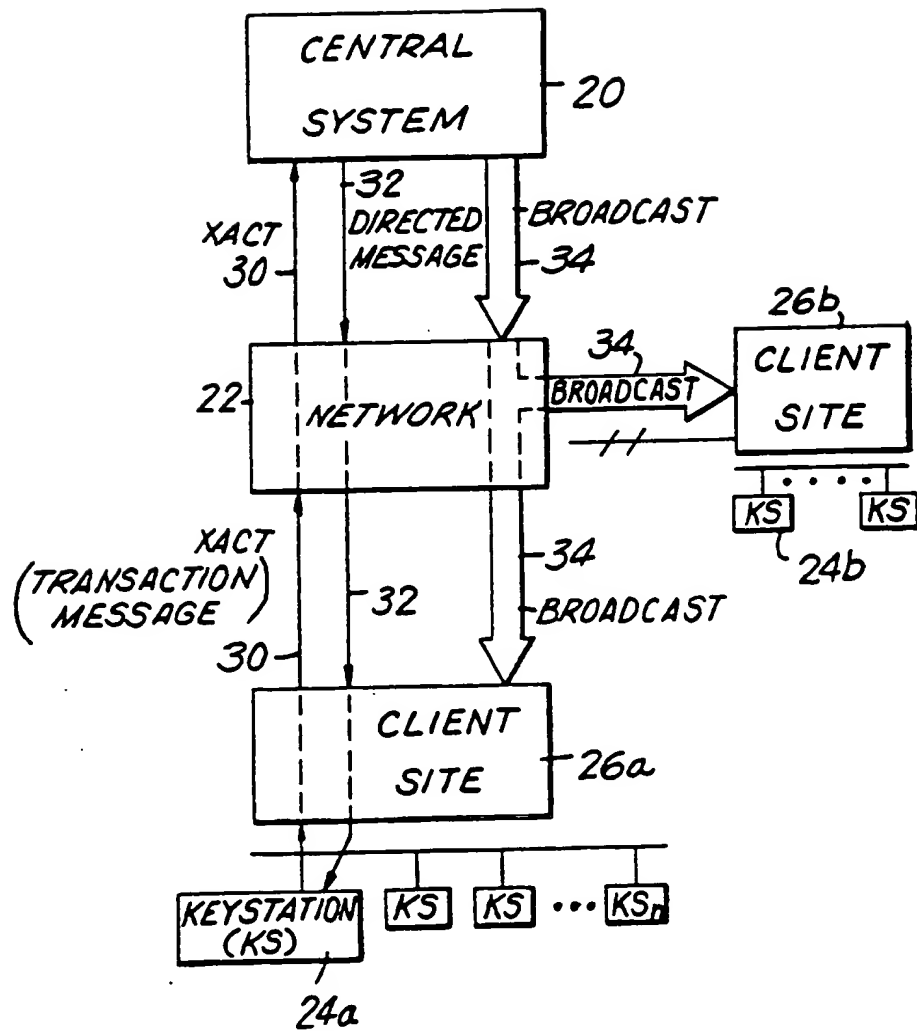 CENTRAL
SYSTEM
20
32
DIRECTED
MESSAGE
XACT
30
BROADCAST
34
26b
CLIENT
SITE
34
BROADCAST
22
NETWORK
KS
....
KS
24b
XACT
(TRANSACTION
MESSAGE)
30
32
34
BROADCAST
CLIENT
SITE
26a
KEYSTATION
(KS)
KS
KS
...
KSn
24a